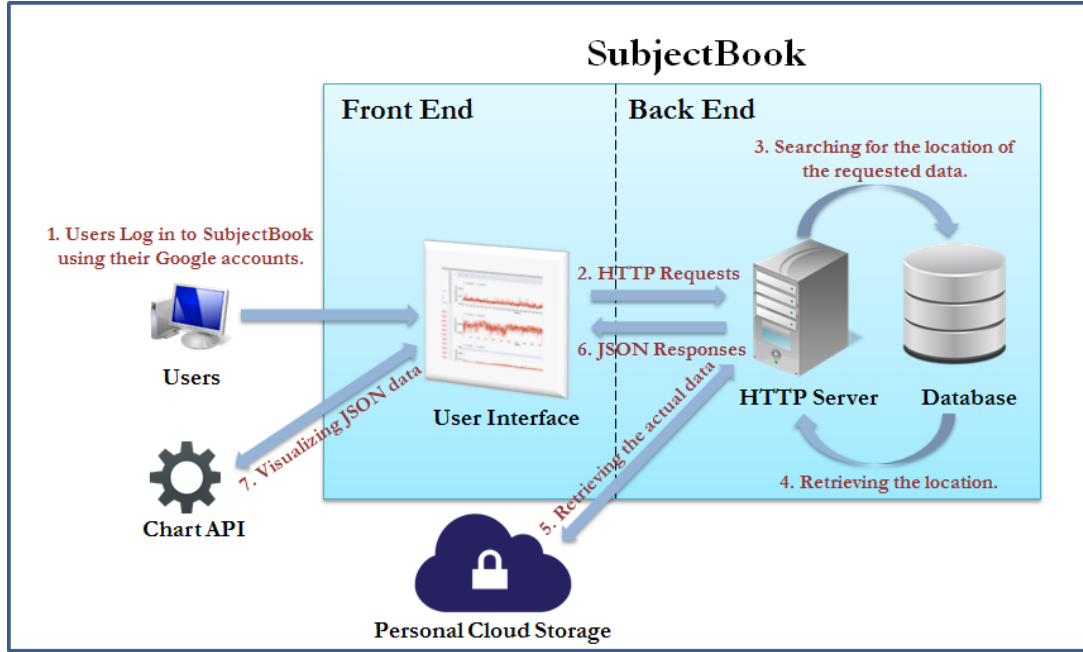 SubjectBook
Front End
Back End
3. Searching for the location of
the requested data.
1. Users Log in to SubjectBook
using their Google accounts.
2. HTTP Requests
6. JSON Responses
Users
User Interface
HTTP Server
Database
7. Visualizing JSON data
5. Retrieving the actual data
4. Retrieving the location.
Chart API
Personal Cloud Storage